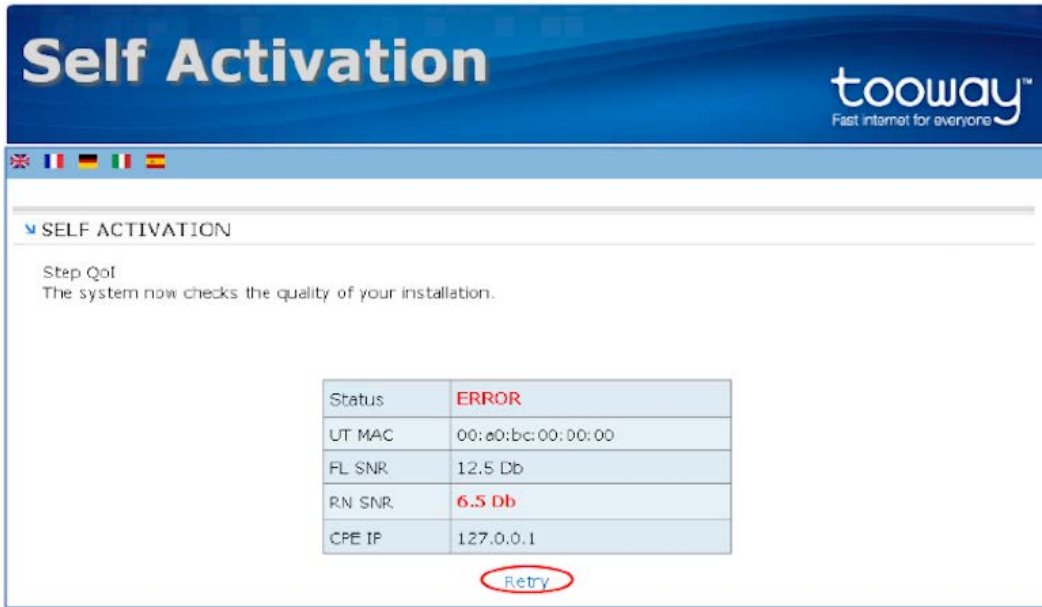 Self Activation
tooway™
Fast internet for everyone
SELF ACTIVATION
Step QoI
The system now checks the quality of your installation.
Status ERROR
UT MAC 00:a0:bc:00:00:00
FL SNR 12.5 Db
RN SNR 6.5 Db
CPE IP 127.0.0.1
Retry